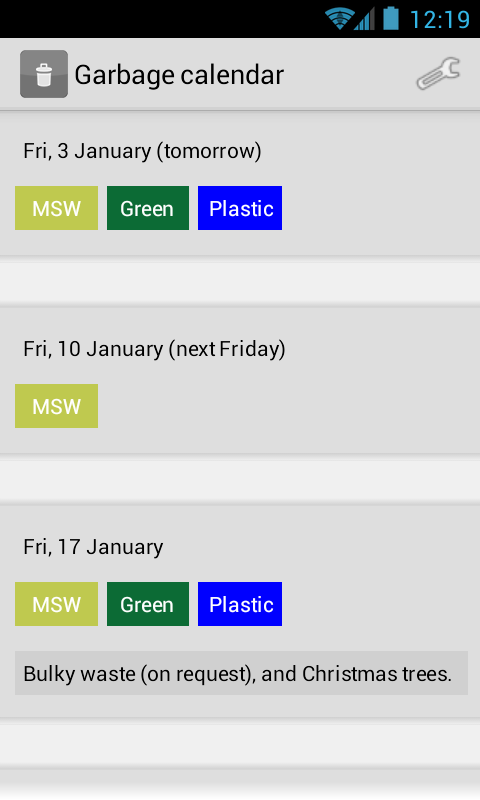 12:19
Garbage calendar
Fri, 3 January (tomorrow)
MSW Green Plastic
Fri, 10 January (next Friday)
MSW
Fri, 17 January
MSW Green Plastic
Bulky waste (on request), and Christmas trees.